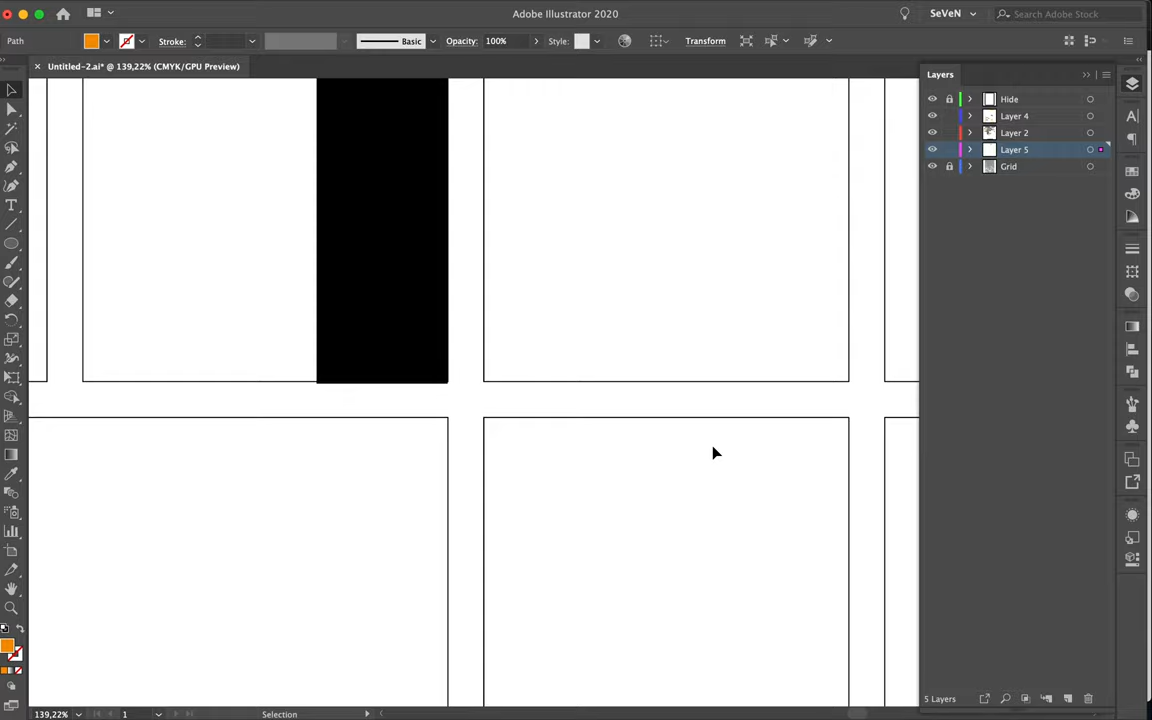 Adobe Illustrator 2020
SeVeN
Search Adobe Stock
Path
Stroke:
Basic
Opacity:
100%
Style:
Transform
Untitled-2.ai* @ 139,22% (CMYK/GPU Preview)
Layers
Hide
Layer 4
Layer 2
Layer 5
Grid
5 Layers
139,22%
1
Selection